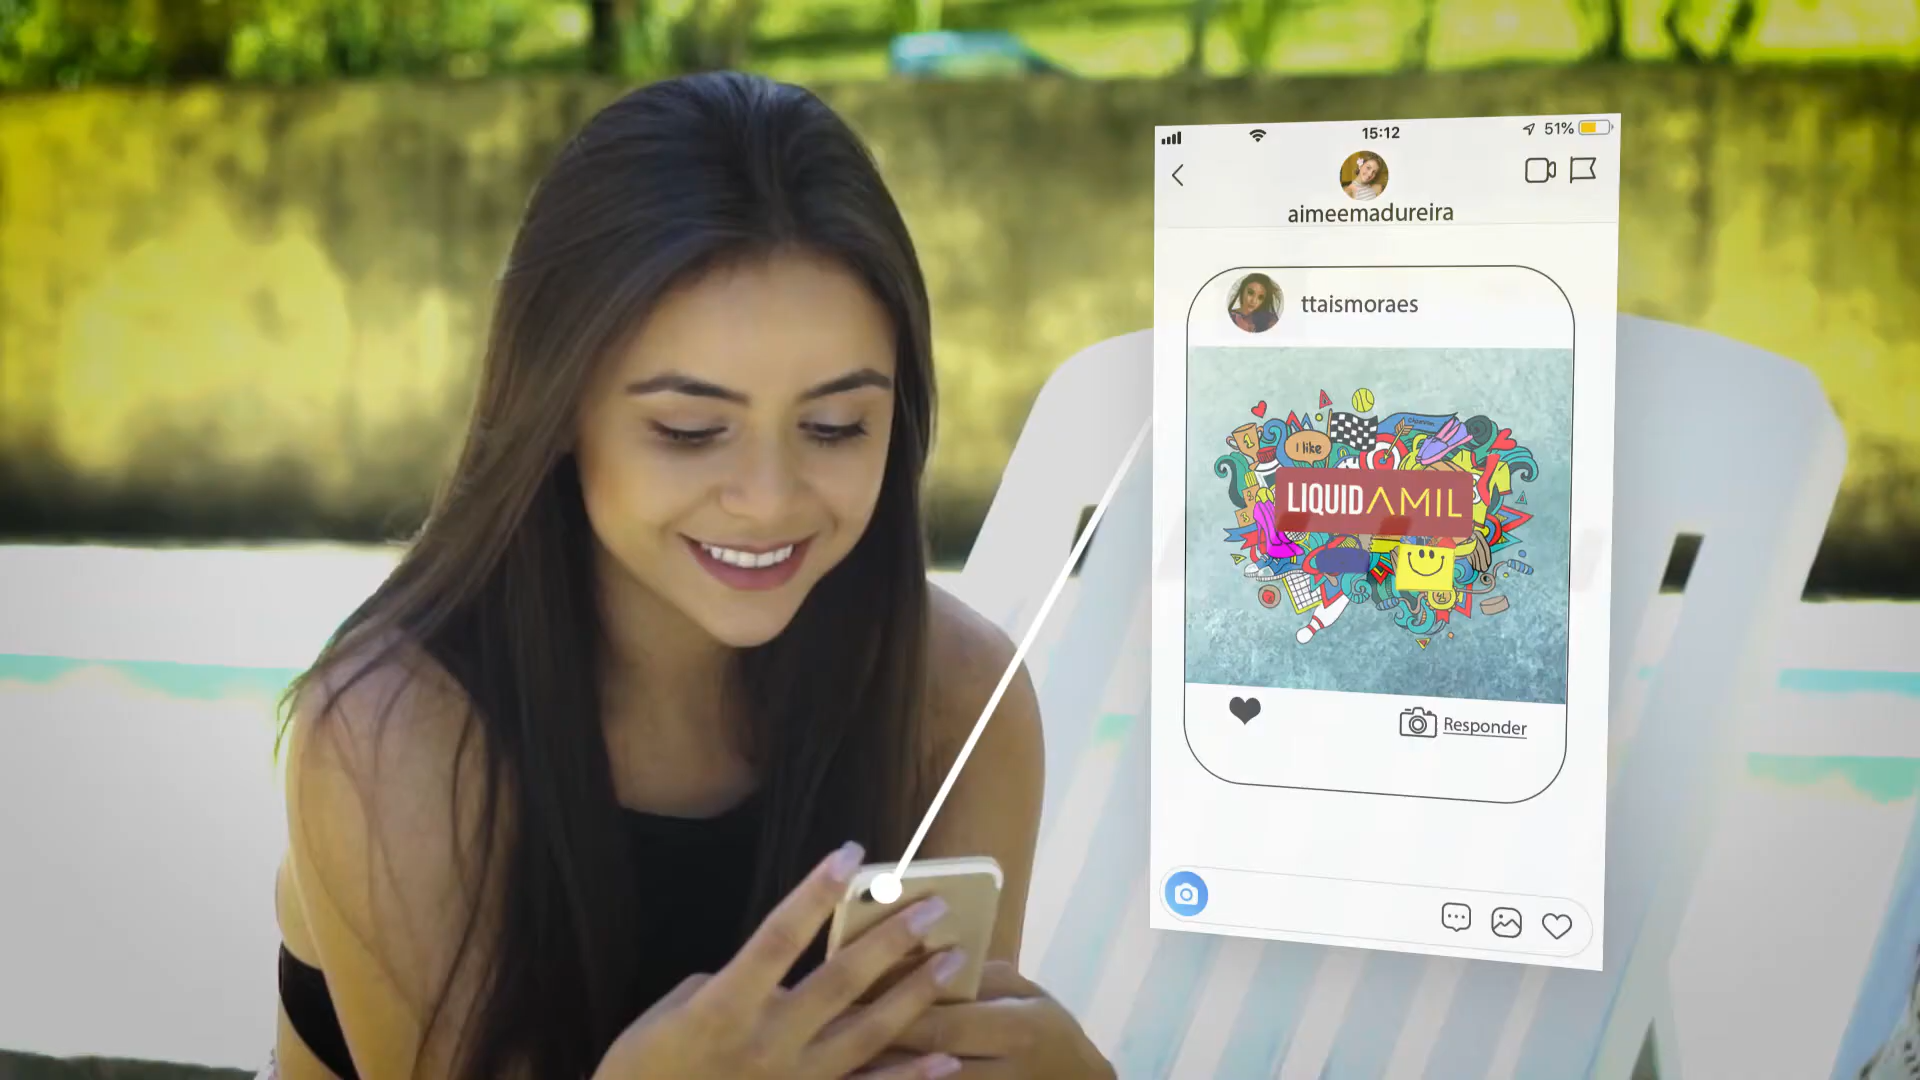 15:12
51%
aimeemadureira
ttaismoraes
I like
LIQUIDAMIL
Responder